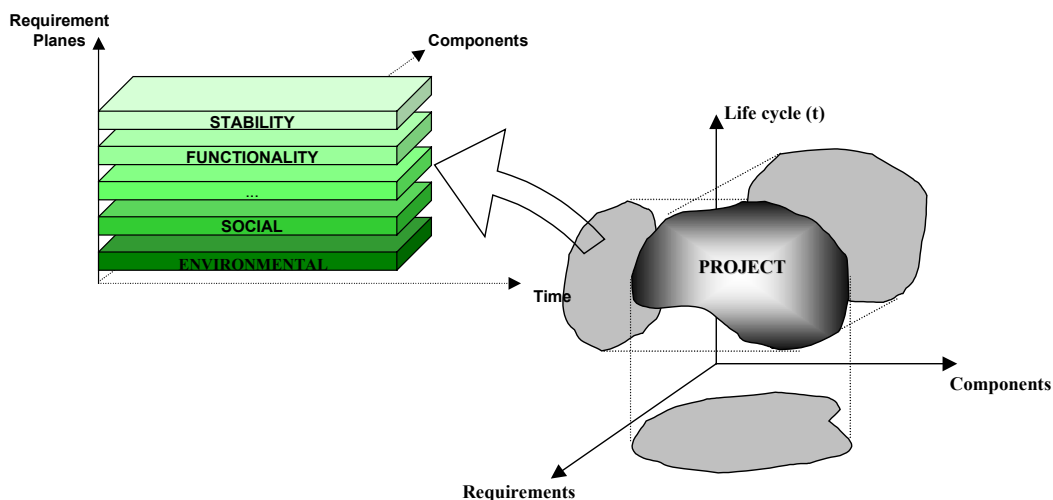 Requirement
Planes
Components
STABILITY
FUNCTIONALITY
...
SOCIAL
ENVIRONMENTAL
Time
Life cycle (t)
PROJECT
Components
Requirements